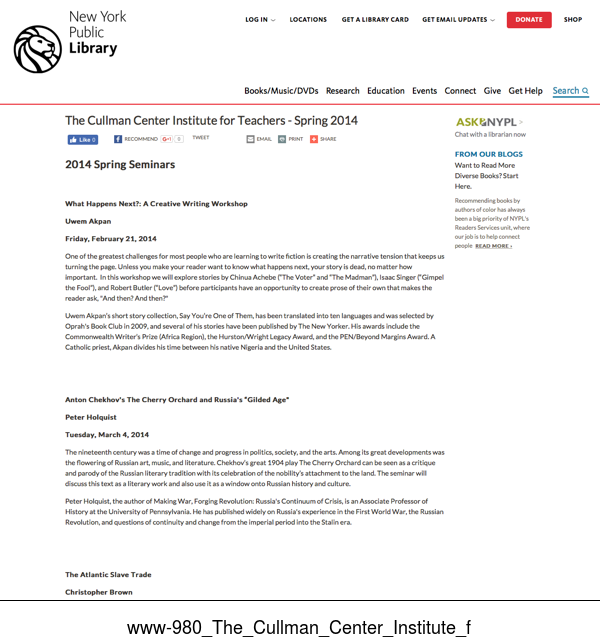 New York
Public
Library
LOG IN
LOCATIONS
GET A LIBRARY CARD
GET EMAIL UPDATES
DONATE
SHOP
Books/Music/DVDs Research Education Events Connect Give Get Help Search
The Cullman Center Institute for Teachers - Spring 2014
Like 0
RECOMMEND
G+1 0
TWEET
EMAIL
PRINT
SHARE
2014 Spring Seminars
What Happens Next?: A Creative Writing Workshop
Uwem Akpan
Friday, February 21, 2014
One of the greatest challenges for most people who are learning to write fiction is creating the narrative tension that keeps us
turning the page. Unless you make your reader want to know what happens next, your story is dead, no matter how
important. In this workshop we will explore stories by Chinua Achebe ("The Voter" and "The Madman"), Isaac Singer ("Gimpel
the Fool"), and Robert Butler ("Love") before participants have an opportunity to create prose of their own that makes the
reader ask, "And then? And then?"
Uwem Akpan's short story collection, Say You're One of Them, has been translated into ten languages and was selected by
Oprah's Book Club in 2009, and several of his stories have been published by The New Yorker. His awards include the
Commonwealth Writer's Prize (Africa Region), the Hurston/Wright Legacy Award, and the PEN/Beyond Margins Award. A
Catholic priest, Akpan divides his time between his native Nigeria and the United States.
Anton Chekhov's The Cherry Orchard and Russia's "Gilded Age"
Peter Holquist
Tuesday, March 4, 2014
The nineteenth century was a time of change and progress in politics, society, and the arts. Among its great developments was
the flowering of Russian art, music, and literature. Chekhov's great 1904 play The Cherry Orchard can be seen as a critique
and parody of the Russian literary tradition with its celebration of the nobility's attachment to the land. The seminar will
discuss this text as a literary work and also use it as a window onto Russian history and culture.
Peter Holquist, the author of Making War, Forging Revolution: Russia's Continuum of Crisis, is an Associate Professor of
History at the University of Pennsylvania. He has published widely on Russia's experience in the First World War, the Russian
Revolution, and questions of continuity and change from the imperial period into the Stalin era.
The Atlantic Slave Trade
Christopher Brown
ASK NYPL >
Chat with a librarian now
FROM OUR BLOGS
Want to Read More
Diverse Books? Start
Here.
Recommending books by
authors of color has always
been a big priority of NYPL's
Readers Services unit, where
our job is to help connect
people READ MORE ›
www-980_The_Cullman_Center_Institute_f